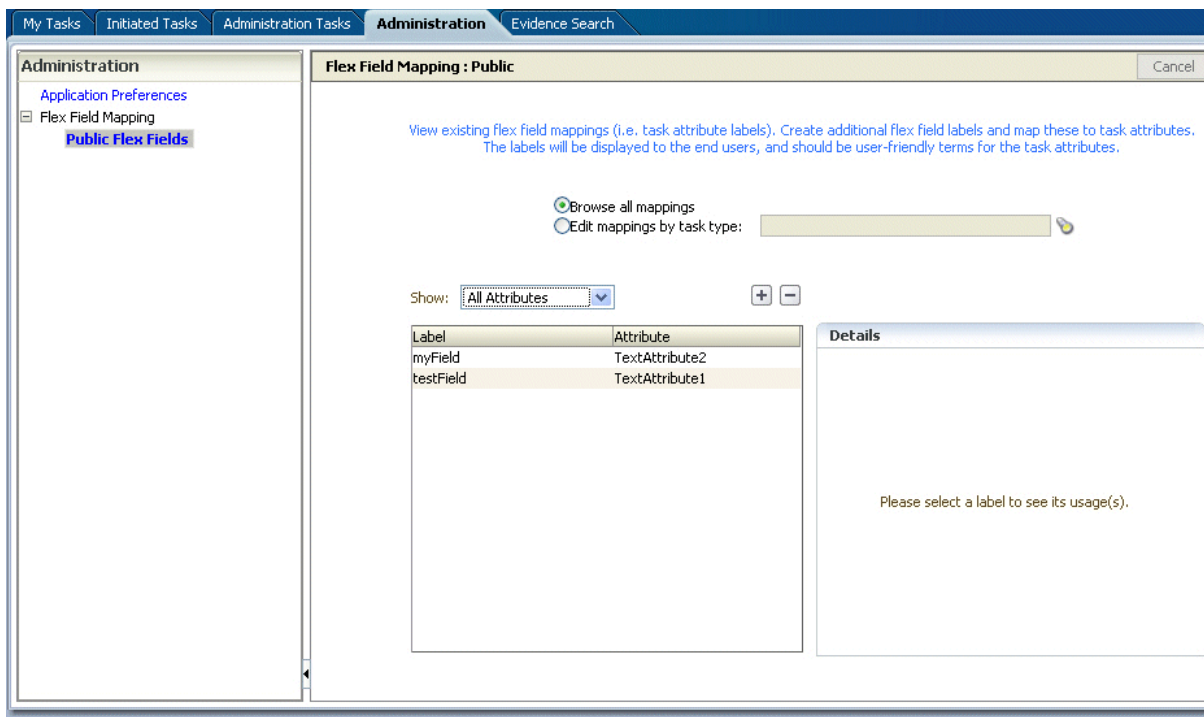 My Tasks Initiated Tasks Administration Tasks Administration Evidence Search
Administration
Application Preferences
Flex Field Mapping
Public Flex Fields
Flex Field Mapping : Public
Cancel
View existing flex field mappings (i.e. task attribute labels). Create additional flex field labels and map these to task attributes.
The labels will be displayed to the end users, and should be user-friendly terms for the task attributes.
Browse all mappings
Edit mappings by task type:
Show: All Attributes
Label Attribute
myField TextAttribute2
testField TextAttribute1
Details
Please select a label to see its usage(s).